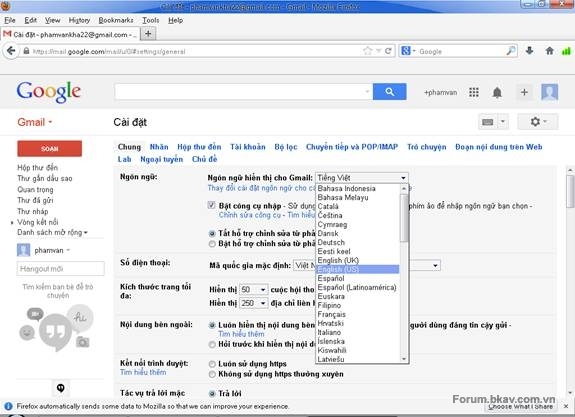 Cài đặt - phamvankha22@gmail.com - Gmail - Mozilla Firefox
File Edit View History Bookmarks Tools Help
Cài đặt - phamvankha22@gmail.com - ...
https://mail.google.com/mail/u/0/#settings/general
Google
Google
+phamvan
Gmail
Cài đặt
SOẠN
Hộp thư đến
Thư gắn dấu sao
Quan trọng
Thư đã gửi
Thư nháp
Vòng kết nối
Danh sách mở rộng
phamvan
Hangout mới
Tìm kiếm bạn bè để
trò chuyện
hi
Chung Nhãn Hộp thư đến Tài khoản Bộ lọc Chuyển tiếp và POP/IMAP Trò chuyện Đoạn nội dung trên Web
Lab Ngoại tuyến Chủ đề
Ngôn ngữ:
Ngôn ngữ hiển thị cho Gmail: Tiếng Việt
Thay đổi cài đặt ngôn ngữ cho
Bật công cụ nhập - Sử dụng phím ảo để nhập ngôn ngữ bạn chọn -
Chỉnh sửa công cụ - Tìm hiểu
Tắt hỗ trợ chỉnh sửa từ phả
Bật hỗ trợ chỉnh sửa từ phả
Bahasa Indonesia
Bahasa Melayu
Català
Čeština
Cymraeg
Dansk
Deutsch
Eesti keel
English (UK)
English (US)
Español
Español (Latinoamérica)
Euskara
Filipino
Français
Hrvatski
Italiano
Íslenska
Kiswahili
Latviešu
Số điện thoại:
Mã quốc gia mặc định: Việt N
Kích thước trang tối
đa:
Hiển thị 50 cuộc hội tho
Hiển thị 250 địa chỉ liên h
Nội dung bên ngoài:
Luôn hiển thị nội dung bên người dùng đáng tin cậy gửi -
Tìm hiểu thêm
Hỏi trước khi hiển thị nội d
Kết nối trình duyệt:
Tìm hiểu thêm
Luôn sử dụng https
Không sử dụng https thường xuyên
Tác vụ trả lời mặc
Trả lời
Firefox automatically sends some data to Mozilla so that we can improve your experience.
Choose What I Share
Forum.bkav.com.vn